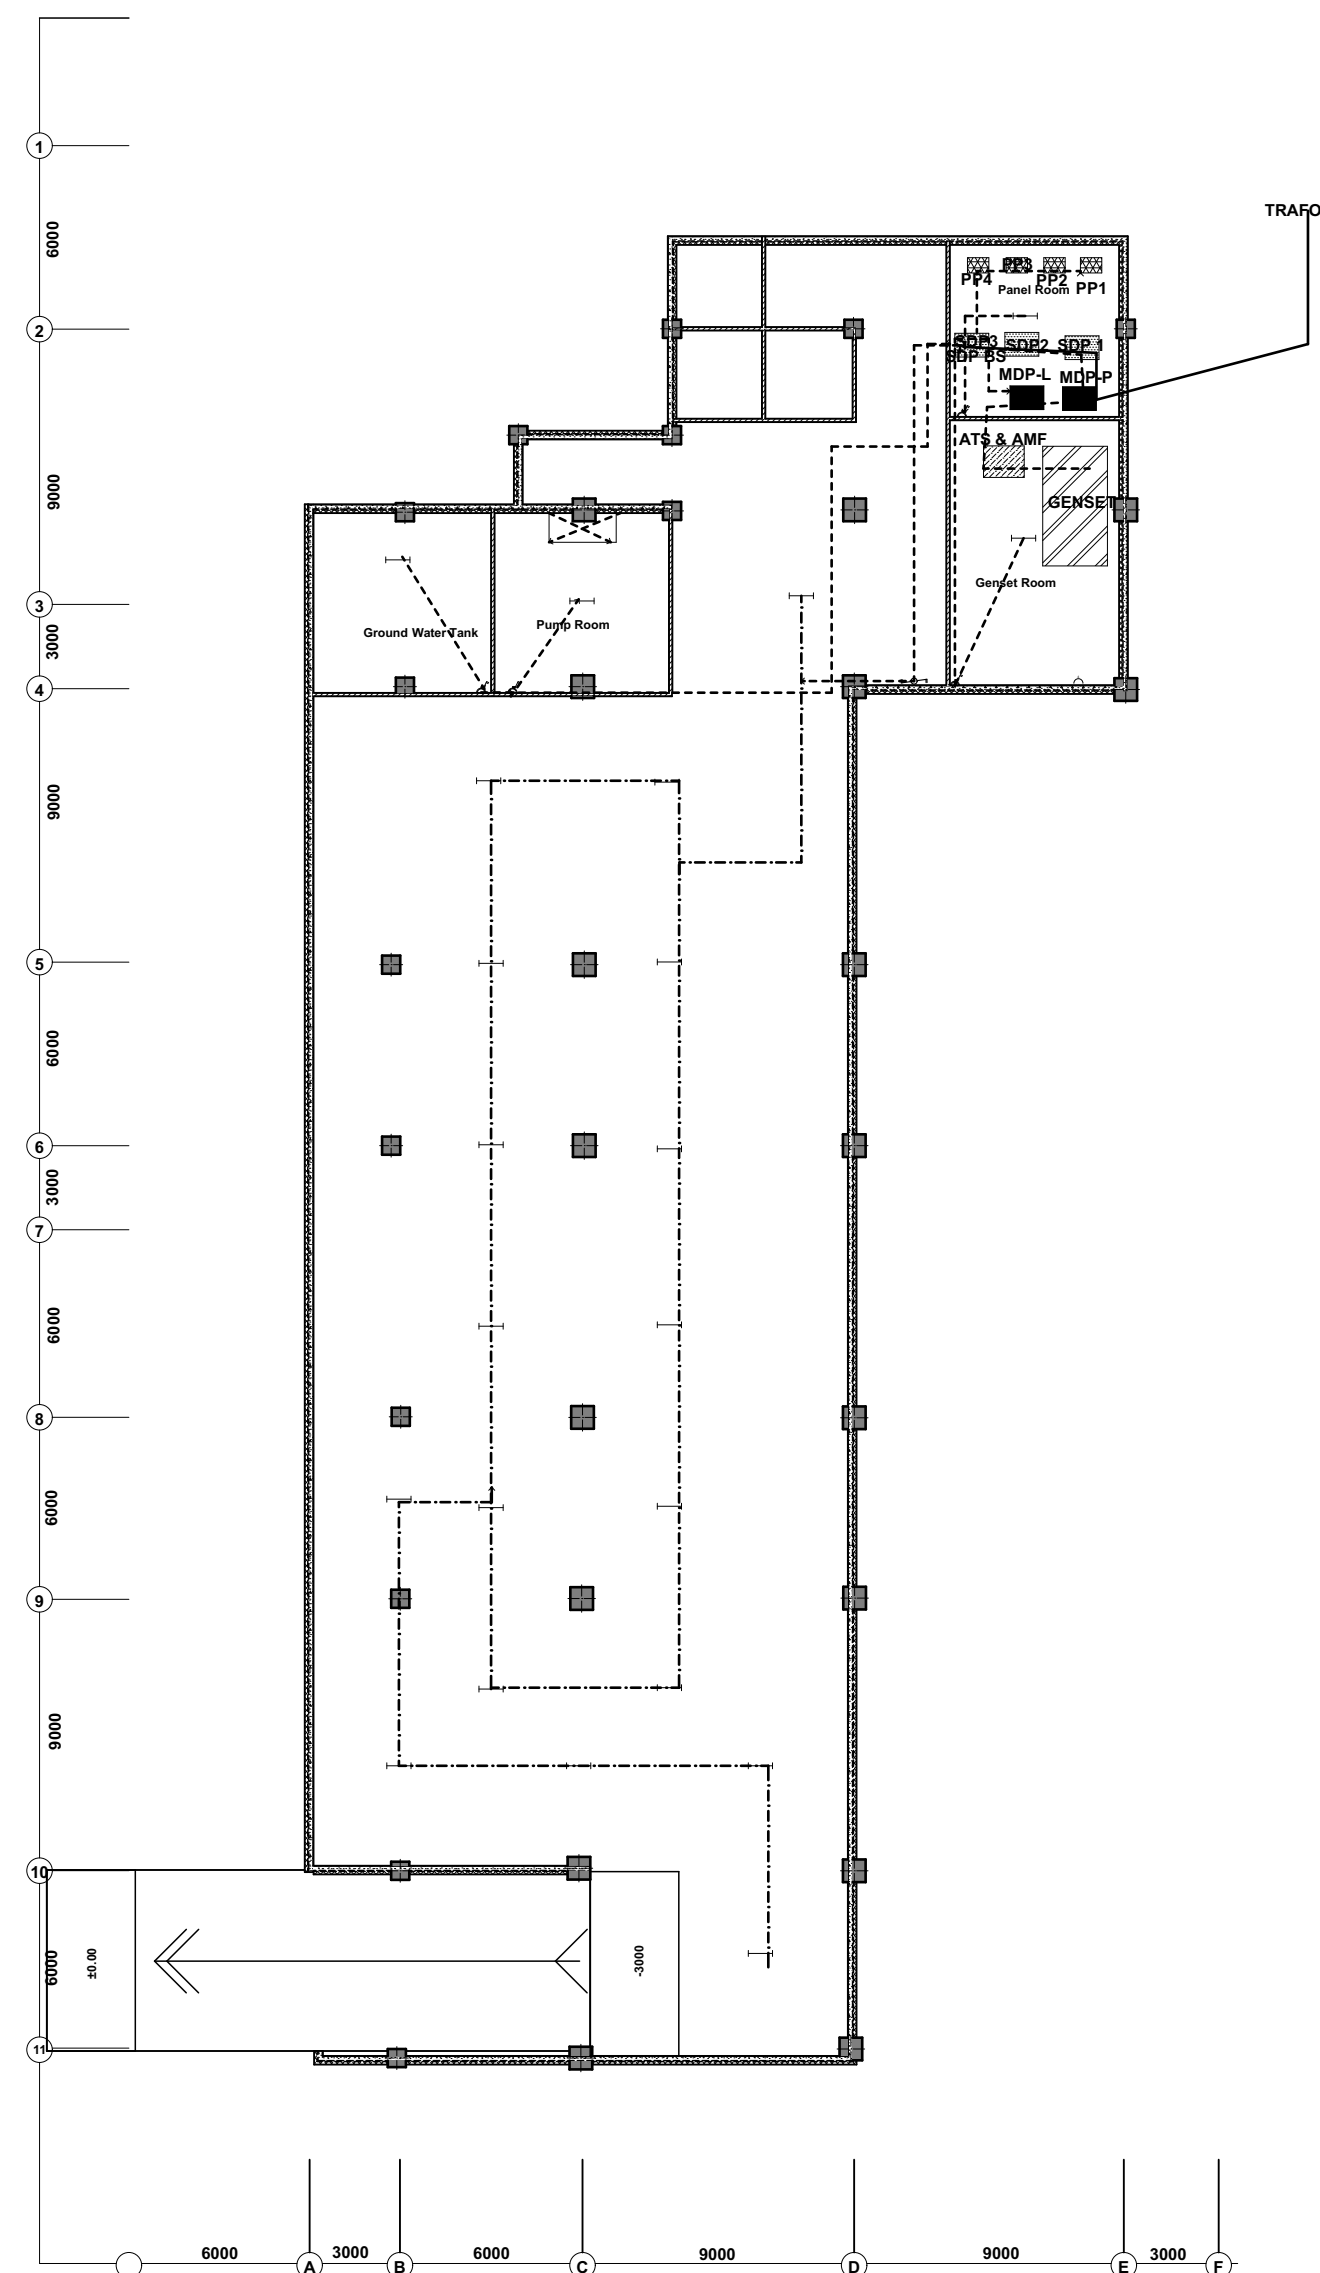 1
6000
TRAFO
PP3
PP4
PP2
PP1
Panel Room
2
SDP3
SDP2
SDP 1
SDP BS
MDP-L
MDP-P
ATS & AMF
9000
GENSET
Genset Room
3
Pump Room
Ground Water Tank
3000
4
9000
5
6000
6
3000
7
6000
8
6000
9
9000
10
6000
±0.00
-3000
11
6000
3000
6000
9000
9000
3000
A
B
C
D
E
F